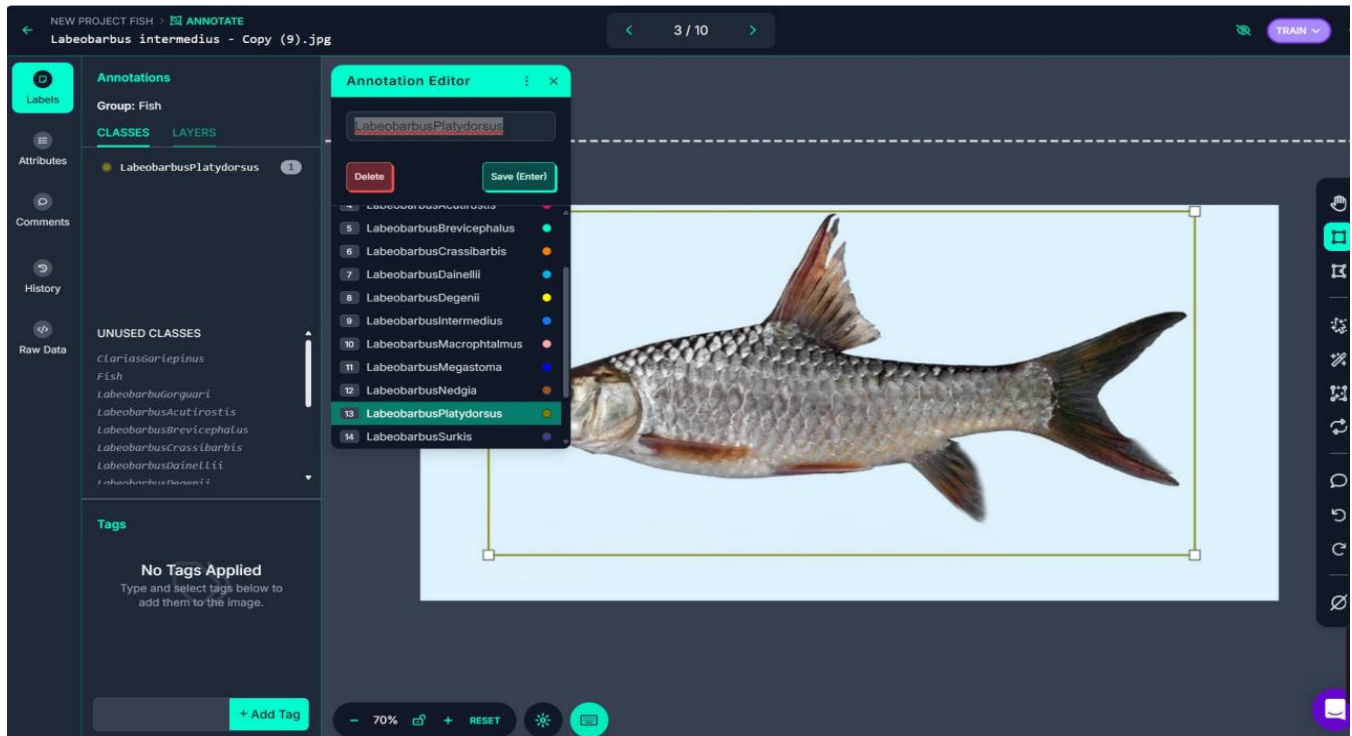 NEW PROJECT FISH > ANNOTATE
Labeobarbus intermedius - Copy (9).jpg
3 / 10
TRAIN
Labels
Attributes
Comments
History
Raw Data
Annotations
Group: Fish
CLASSES LAYERS
LabeobarbusPlatydorsus 1
UNUSED CLASSES
ClariasGariepinus
Fish
LabeobarbuGorguari
LabeobarbusAcutirostis
LabeobarbusBrevicephalus
LabeobarbusCrassibarbis
LabeobarbusDainellii
LabeobarbusDegenii
Tags
No Tags Applied
Type and select tags below to
add them to the image.
+ Add Tag
Annotation Editor
LabeobarbusPlatydorsus
Delete Save (Enter)
4 LabeobarbusAcutirostis
5 LabeobarbusBrevicephalus
6 LabeobarbusCrassibarbis
7 LabeobarbusDainellii
8 LabeobarbusDegenii
9 LabeobarbusIntermedius
10 LabeobarbusMacrophtalmus
11 LabeobarbusMegastoma
12 LabeobarbusNedgia
13 LabeobarbusPlatydorsus
14 LabeobarbusSurkis
− 70% + RESET